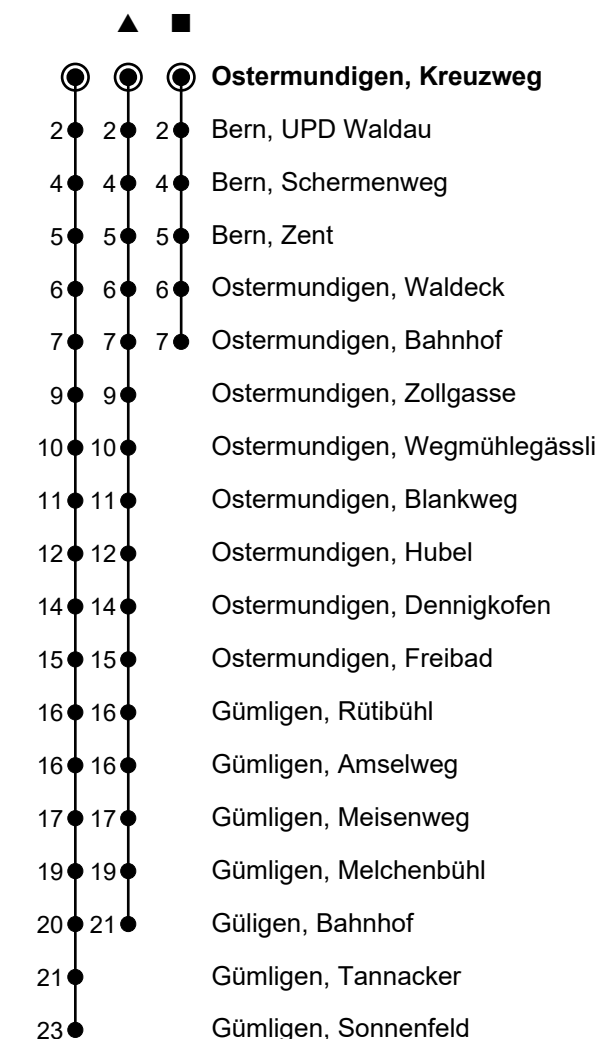 ▲ ■
Ostermundigen, Kreuzweg
2 2 2 Bern, UPD Waldau
4 4 4 Bern, Schermenweg
5 5 5 Bern, Zent
6 6 6 Ostermundigen, Waldeck
7 7 7 Ostermundigen, Bahnhof
9 9 Ostermundigen, Zollgasse
10 10 Ostermundigen, Wegmühlegässli
11 11 Ostermundigen, Blankweg
12 12 Ostermundigen, Hubel
14 14 Ostermundigen, Dennigkofen
15 15 Ostermundigen, Freibad
16 16 Gümligen, Rütibühl
16 16 Gümligen, Amselweg
17 17 Gümligen, Meisenweg
19 19 Gümligen, Melchenbühl
20 21 Güligen, Bahnhof
21 Gümligen, Tannacker
23 Gümligen, Sonnenfeld